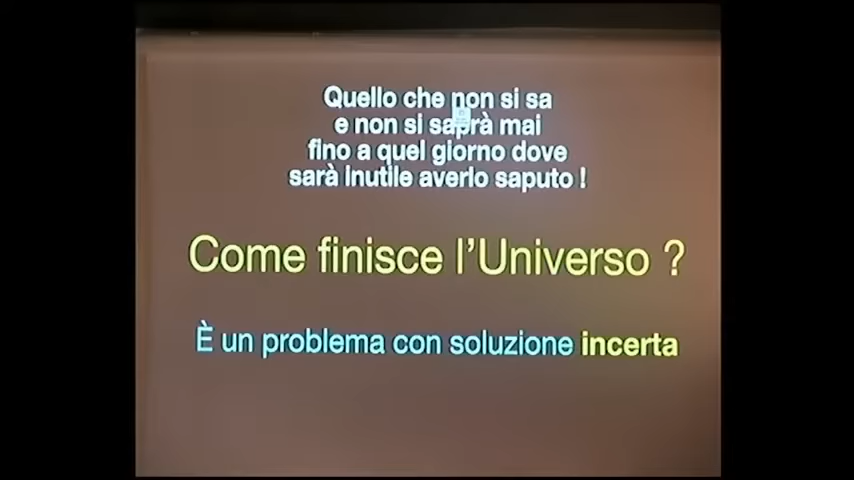 Quello che non si sa
e non si saprà mai
fino a quel giorno dove
sarà inutile averlo saputo !
Come finisce l'Universo ?
È un problema con soluzione incerta